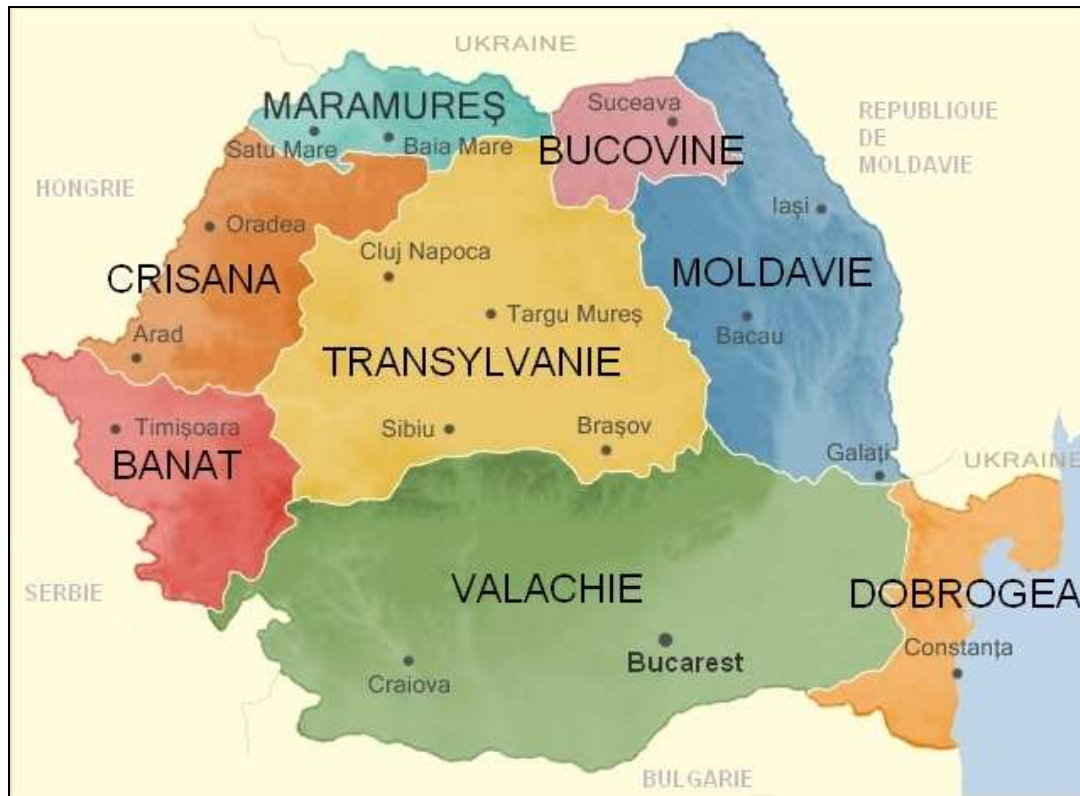 UKRAINE
MARAMUREŞ
Suceava
Satu Mare
Baia Mare
BUCOVINE
REPUBLIQUE
DE
MOLDAVIE
HONGRIE
Oradea
Iași
Cluj Napoca
CRISANA
MOLDAVIE
Targu Mureș
Arad
Bacau
TRANSYLVANIE
Timișoara
Sibiu
Brașov
BANAT
Galați
UKRAINE
SERBIE
VALACHIE
DOBROGEA
Bucarest
Constanța
Craiova
BULGARIE